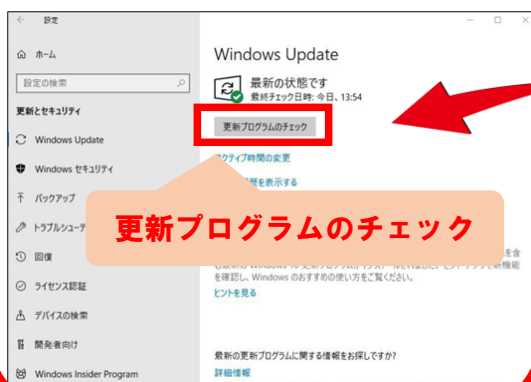 設定
ホーム
設定の検索
更新とセキュリティ
Windows Update
Windows セキュリティ
バックアップ
トラブルシューテ
回復
ライセンス認証
デバイスの検索
開発者向け
Windows Insider Program
Windows Update
最新の状態です
最終チェック日時: 今日、13:54
更新プログラムのチェック
アクティブ時間の変更
歴を表示する
更新プログラムのチェック
を含
を確認し、Windows のおすすめの使い方をご覧ください。
ヒントを見る
最新の更新プログラムに関する情報をお探しですか?
詳細情報